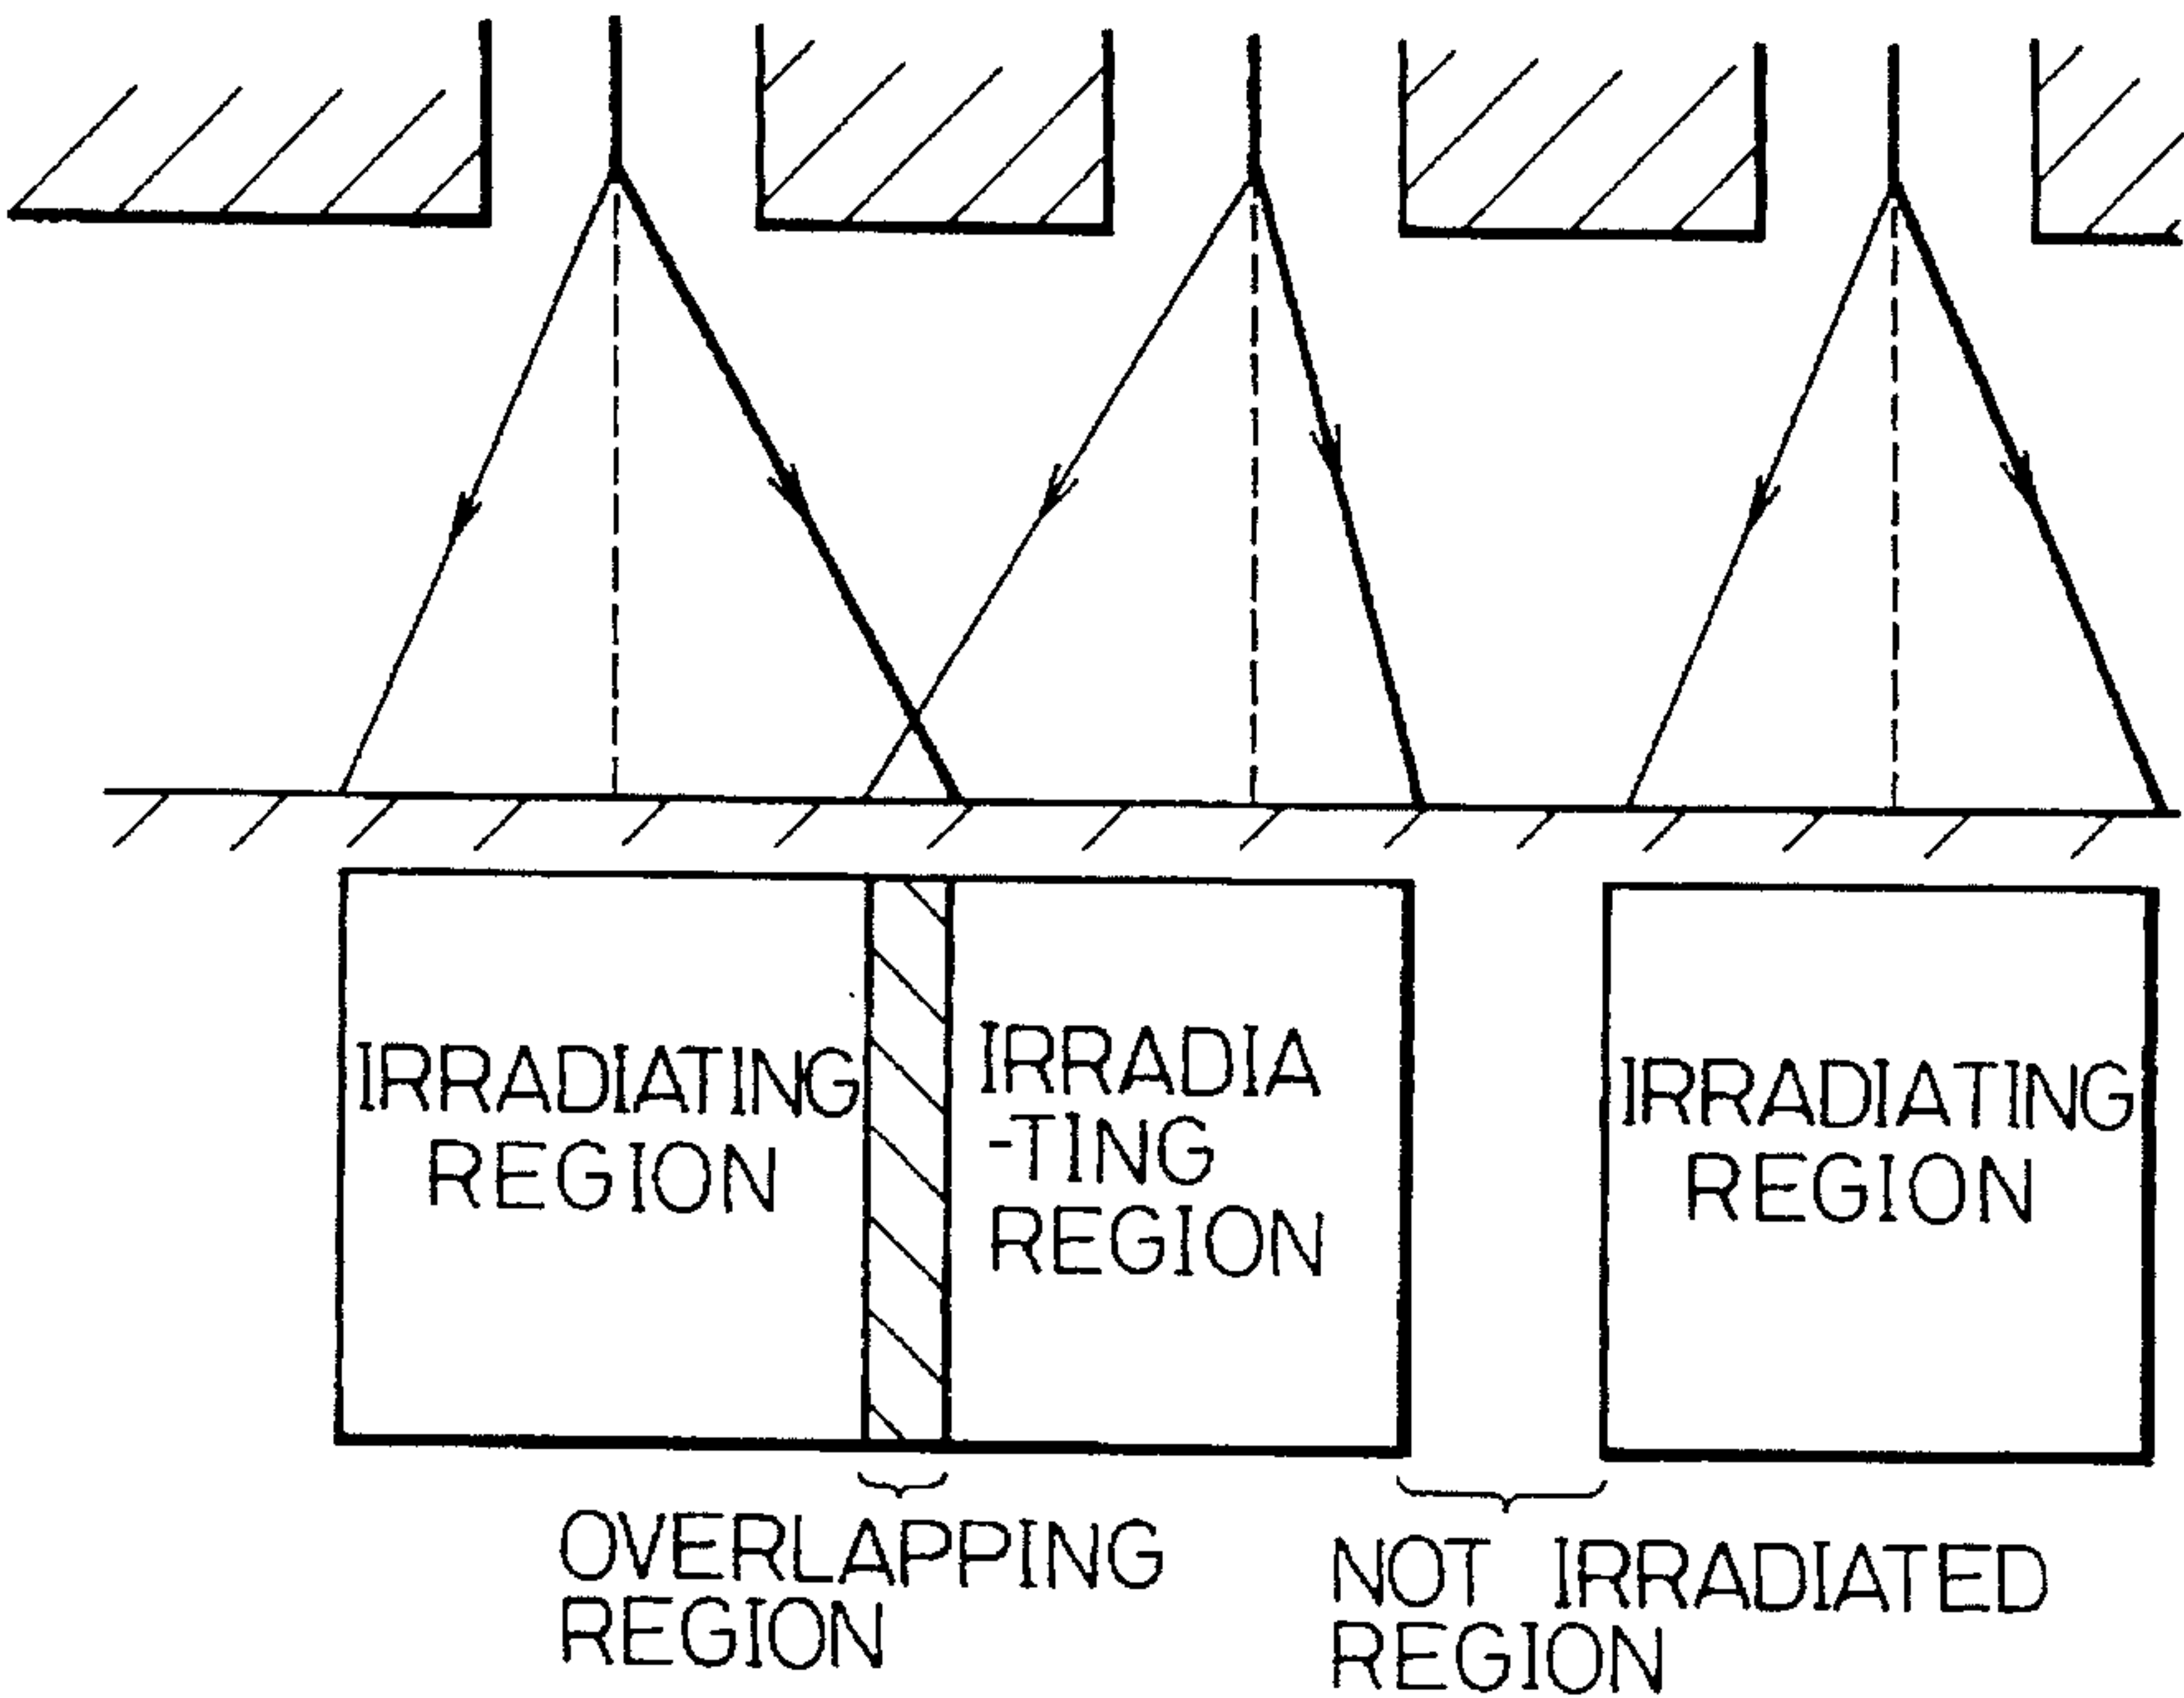 IRRADIATING
REGION
IRRADIA
-TING
REGION
IRRADIATING
REGION
OVERLAPPING
REGION
NOT IRRADIATED
REGION